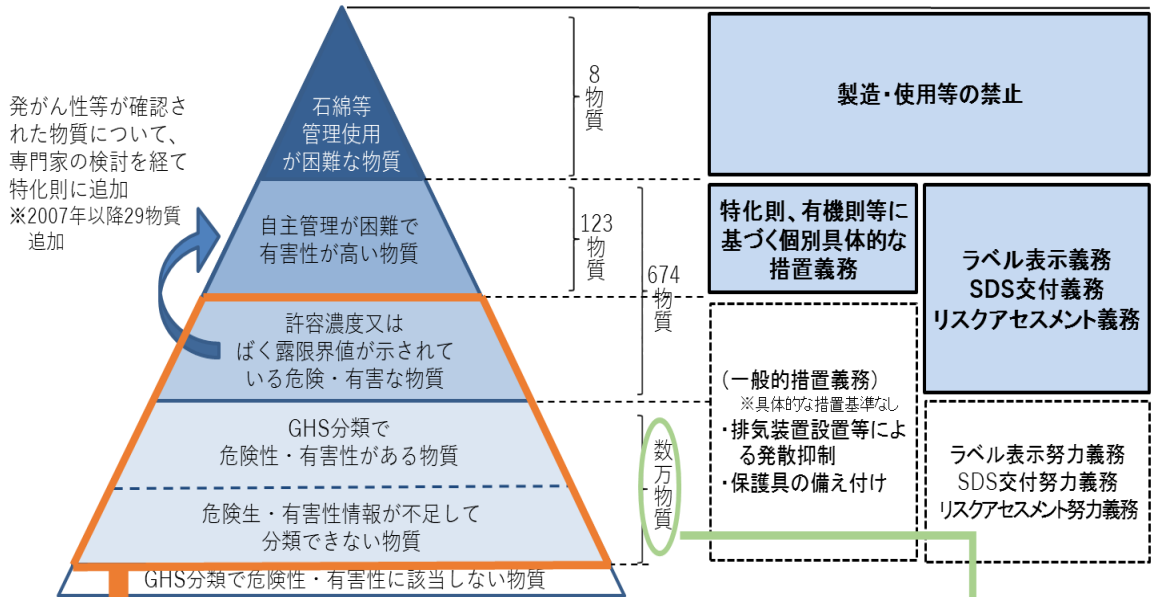 発がん性等が確認さ
れた物質について、
専門家の検討を経て
特化則に追加
※2007年以降29物質
追加
石綿等
管理使用
が困難な物質
自主管理が困難で
有害性が高い物質
許容濃度又は
ばく露限界値が示されて
いる危険・有害な物質
GHS分類で
危険性・有害性がある物質
危険生・有害性情報が不足して
分類できない物質
GHS分類で危険性・有害性に該当しない物質
8物質
123物質
674物質
数万物質
製造・使用等の禁止
特化則、有機則等に
基づく個別具体的な
措置義務
ラベル表示義務
SDS交付義務
リスクアセスメント義務
(一般的措置義務)
※具体的な措置基準なし
・排気装置設置等によ
る発散抑制
・保護具の備え付け
ラベル表示努力義務
SDS交付努力義務
リスクアセスメント努力義務